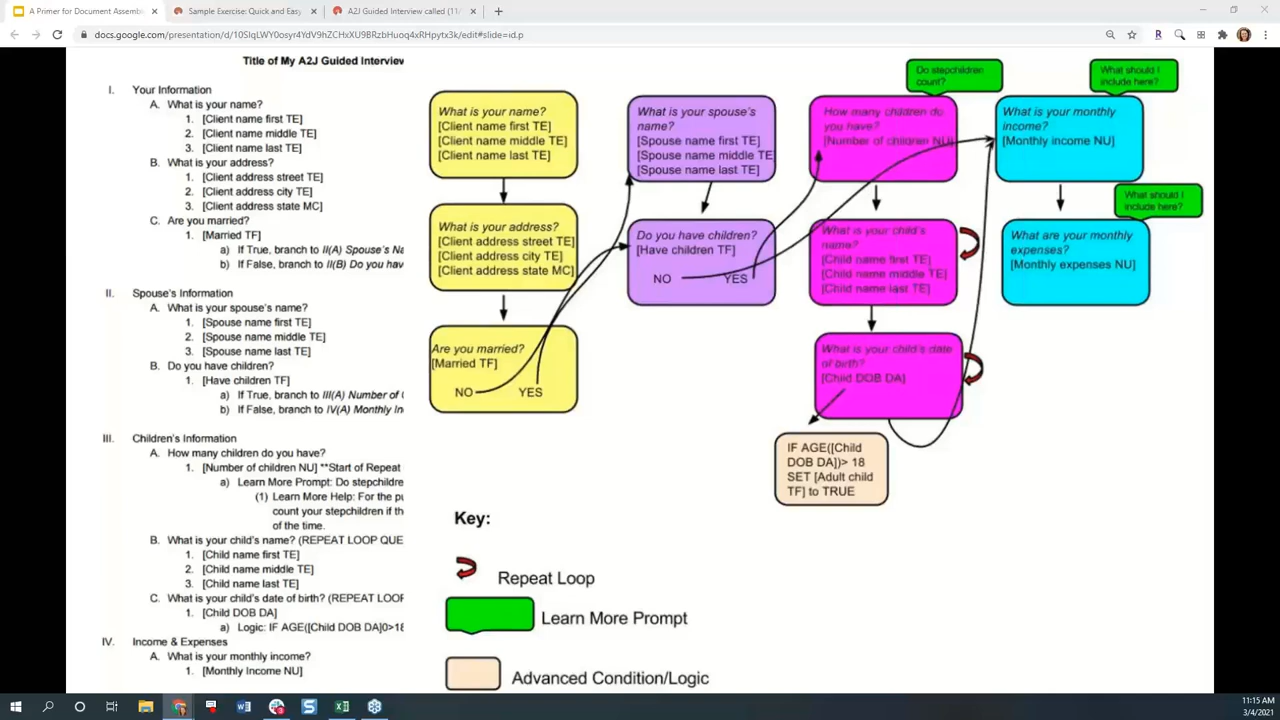 A Primer for Document Assembl
Sample Exercise: Quick and Easy
A2J Guided Interview called (11/
docs.google.com/presentation/d/10SIqLWY0osyr4YdV9hZCHxXU9BRzbHuoq4xRHpytx3k/edit#slide=id.p
Title of My A2J Guided Interview
I. Your Information
A. What is your name?
1. [Client name first TE]
2. [Client name middle TE]
3. [Client name last TE]
B. What is your address?
1. [Client address street TE]
2. [Client address city TE]
3. [Client address state MC]
C. Are you married?
1. [Married TF]
a) If True, branch to II(A) Spouse's Na
b) If False, branch to II(B) Do you hav
II. Spouse's Information
A. What is your spouse's name?
1. [Spouse name first TE]
2. [Spouse name middle TE]
3. [Spouse name last TE]
B. Do you have children?
1. [Have children TF]
a) If True, branch to III(A) Number of
b) If False, branch to IV(A) Monthly In
III. Children's Information
A. How many children do you have?
1. [Number of children NU] **Start of Repeat
a) Learn More Prompt: Do stepchildre
(1) Learn More Help: For the pu
count your stepchildren if th
of the time.
B. What is your child's name? (REPEAT LOOP QUE
1. [Child name first TE]
2. [Child name middle TE]
3. [Child name last TE]
C. What is your child's date of birth? (REPEAT LOOP
1. [Child DOB DA]
a) Logic: IF AGE([Child DOB DA]0>18
IV. Income & Expenses
A. What is your monthly income?
1. [Monthly Income NU]
What is your name?
[Client name first TE]
[Client name middle TE]
[Client name last TE]
What is your address?
[Client address street TE]
[Client address city TE]
[Client address state MC]
Are you married?
[Married TF]
NO YES
What is your spouse's
name?
[Spouse name first TE]
[Spouse name middle TE]
[Spouse name last TE]
Do you have children?
[Have children TF]
NO YES
Do stepchildren
count?
How many children do
you have?
[Number of children NU]
What is your child's
name?
[Child name first TE]
[Child name middle TE]
[Child name last TE]
What is your child's date
of birth?
[Child DOB DA]
IF AGE([Child
DOB DA])> 18
SET [Adult child
TF] to TRUE
What should I
include here?
What is your monthly
income?
[Monthly income NU]
What should I
include here?
What are your monthly
expenses?
[Monthly expenses NU]
Key:
Repeat Loop
Learn More Prompt
Advanced Condition/Logic
11:15 AM
3/4/2021